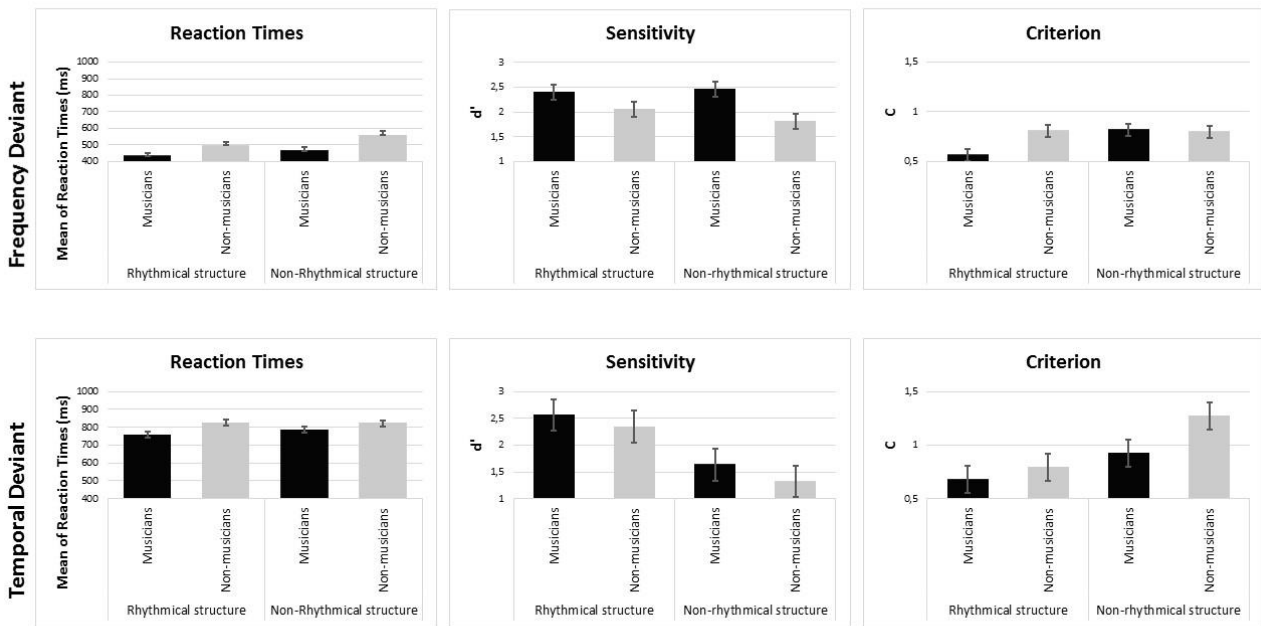 Frequency Deviant
Reaction Times
Mean of Reaction Times (ms)
1000
900
800
700
600
500
400
Musicians
Non-musicians
Musicians
Non-musicians
Rhythmical structure
Non-Rhythmical structure
Sensitivity
d'
3
2,5
2
1,5
1
Musicians
Non-musicians
Musicians
Non-musicians
Rhythmical structure
Non-rhythmical structure
Criterion
C
1,5
1
0,5
Musicians
Non-musicians
Musicians
Non-musicians
Rhythmical structure
Non-rhythmical structure
Temporal Deviant
Reaction Times
Mean of Reaction Times (ms)
1000
900
800
700
600
500
400
Musicians
Non-musicians
Musicians
Non-musicians
Rhythmical structure
Non-Rhythmical structure
Sensitivity
d'
3
2,5
2
1,5
1
Musicians
Non-musicians
Musicians
Non-musicians
Rhythmical structure
Non-rhythmical structure
Criterion
C
1,5
1
0,5
Musicians
Non-musicians
Musicians
Non-musicians
Rhythmical structure
Non-rhythmical structure